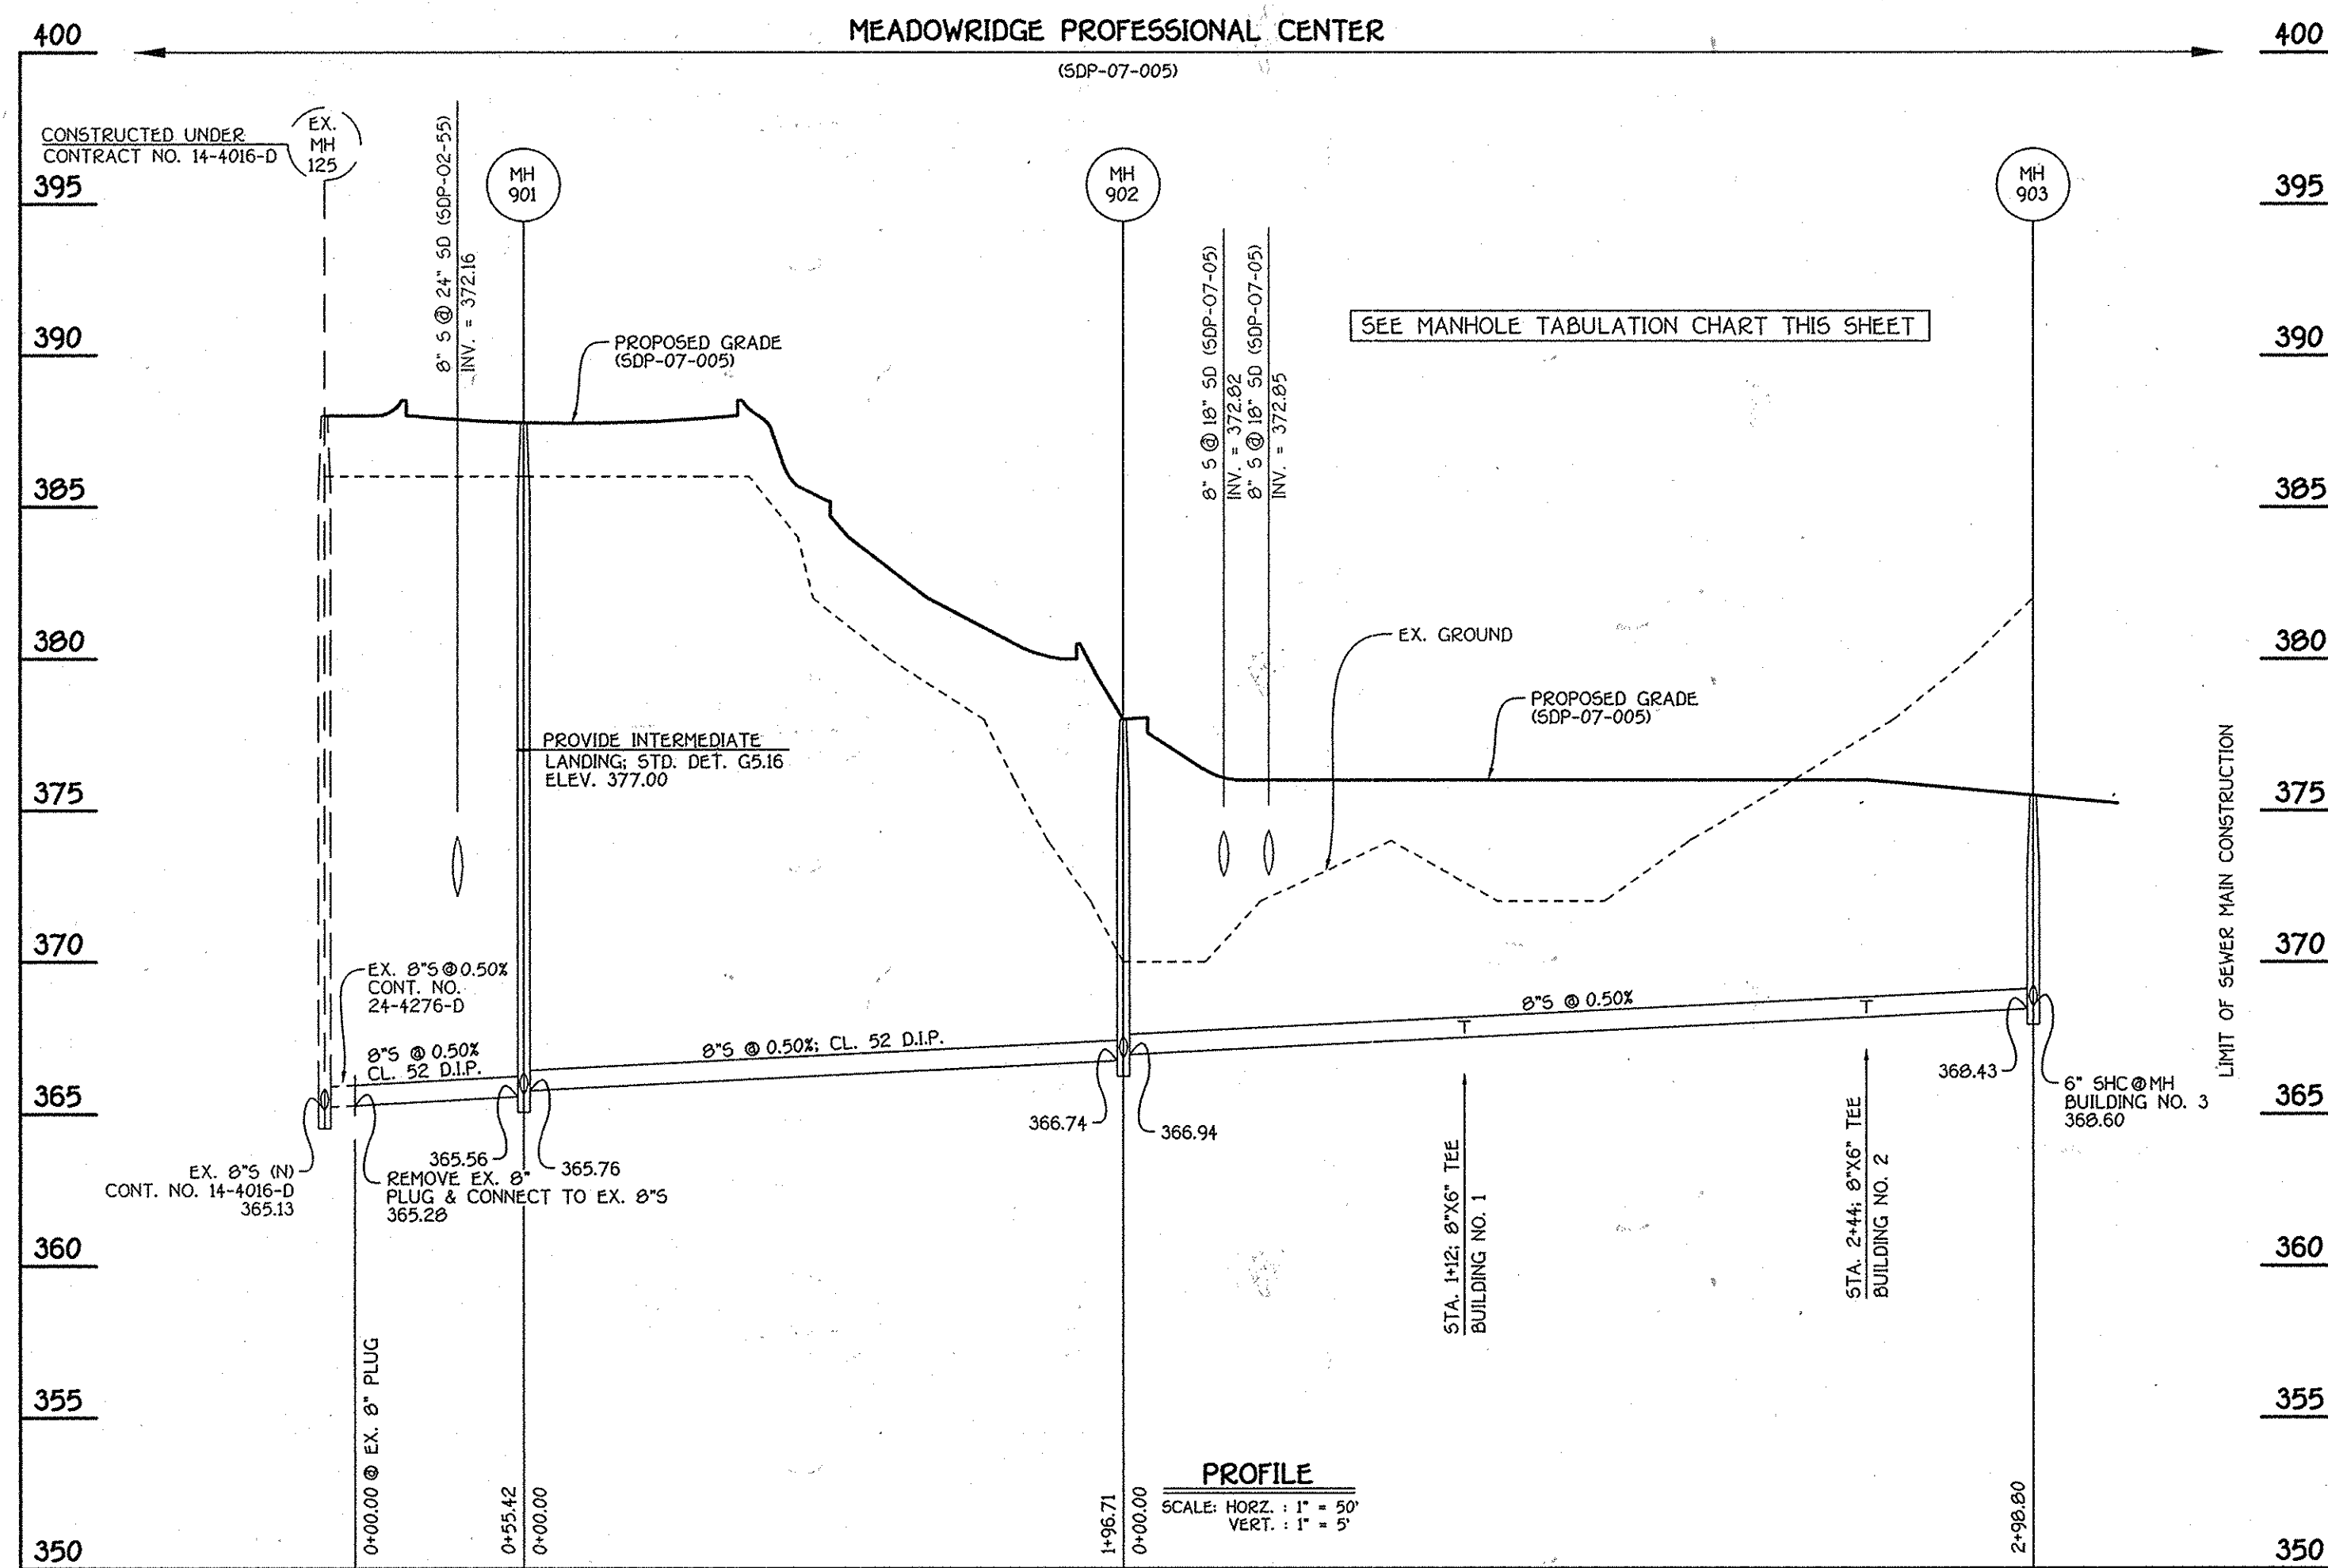 MEADOWRIDGE PROFESSIONAL CENTER
(SDP-07-005)
400
400
CONSTRUCTED UNDER
CONTRACT NO. 14-4016-D
EX.
MH
125
8" S @ 24" SD (SDP-02-55)
INV. = 372.16
MH
901
MH
902
MH
903
395
395
8" S @ 18" SD (SDP-07-05)
INV. = 372.82
8" S @ 18" SD (SDP-07-05)
INV. = 372.85
SEE MANHOLE TABULATION CHART THIS SHEET
390
390
PROPOSED GRADE
(SDP-07-005)
385
385
380
380
EX. GROUND
PROPOSED GRADE
(SDP-07-005)
PROVIDE INTERMEDIATE
LANDING; STD. DET. G5.16
ELEV. 377.00
375
375
LIMIT OF SEWER MAIN CONSTRUCTION
370
370
EX. 8"S @ 0.50%
CONT. NO.
24-4276-D
8"S @ 0.50%
CL. 52 D.I.P.
8"S @ 0.50%; CL. 52 D.I.P.
8"S @ 0.50%
365
365
366.74
366.94
368.43
6" SHC @ MH
BUILDING NO. 3
368.60
EX. 8"S (N)
CONT. NO. 14-4016-D
365.13
365.56
365.76
REMOVE EX. 8"
PLUG & CONNECT TO EX. 8"S
365.28
STA. 1+12; 8"X6" TEE
BUILDING NO. 1
STA. 2+44; 8"X6" TEE
BUILDING NO. 2
360
360
355
355
0+00.00 @ EX. 8" PLUG
0+55.42
0+00.00
1+96.71
0+00.00
2+98.80
PROFILE
SCALE: HORZ. : 1" = 50'
VERT. : 1" = 5'
350
350